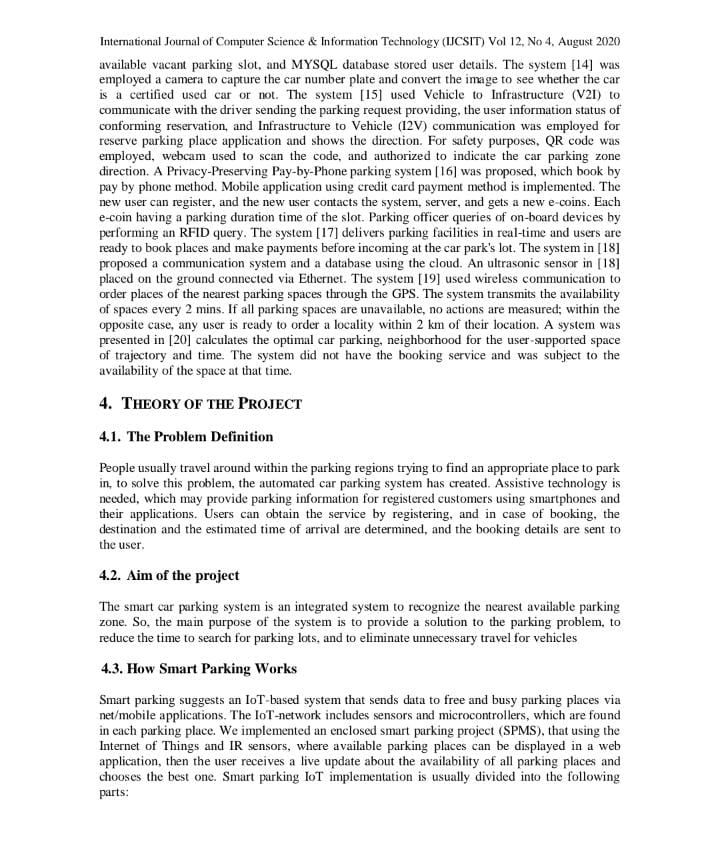 International Journal of Computer Science & Information Technology (IJCSIT) Vol 12, No 4, August 2020
available vacant parking slot, and MYSQL database stored user details. The system [14] was
employed a camera to capture the car number plate and convert the image to see whether the car
is a certified used car or not. The system [15] used Vehicle to Infrastructure (V2I) to
communicate with the driver sending the parking request providing, the user information status of
conforming reservation, and Infrastructure to Vehicle (I2V) communication was employed for
reserve parking place application and shows the direction. For safety purposes, QR code was
employed, webcam used to scan the code, and authorized to indicate the car parking zone
direction. A Privacy-Preserving Pay-by-Phone parking system [16] was proposed, which book by
pay by phone method. Mobile application using credit card payment method is implemented. The
new user can register, and the new user contacts the system, server, and gets a new e-coins. Each
e-coin having a parking duration time of the slot. Parking officer queries of on-board devices by
performing an RFID query. The system [17] delivers parking facilities in real-time and users are
ready to book places and make payments before incoming at the car park's lot. The system in [18]
proposed a communication system and a database using the cloud. An ultrasonic sensor in [18]
placed on the ground connected via Ethernet. The system [19] used wireless communication to
order places of the nearest parking spaces through the GPS. The system transmits the availability
of spaces every 2 mins. If all parking spaces are unavailable, no actions are measured; within the
opposite case, any user is ready to order a locality within 2 km of their location. A system was
presented in [20] calculates the optimal car parking, neighborhood for the user-supported space
of trajectory and time. The system did not have the booking service and was subject to the
availability of the space at that time.
4. THEORY OF THE PROJECT
4.1. The Problem Definition
People usually travel around within the parking regions trying to find an appropriate place to park
in, to solve this problem, the automated car parking system has created. Assistive technology is
needed, which may provide parking information for registered customers using smartphones and
their applications. Users can obtain the service by registering, and in case of booking, the
destination and the estimated time of arrival are determined, and the booking details are sent to
the user.
4.2. Aim of the project
The smart car parking system is an integrated system to recognize the nearest available parking
zone. So, the main purpose of the system is to provide a solution to the parking problem, to
reduce the time to search for parking lots, and to eliminate unnecessary travel for vehicles
4.3. How Smart Parking Works
Smart parking suggests an IoT-based system that sends data to free and busy parking places via
net/mobile applications. The IoT-network includes sensors and microcontrollers, which are found
in each parking place. We implemented an enclosed smart parking project (SPMS), that using the
Internet of Things and IR sensors, where available parking places can be displayed in a web
application, then the user receives a live update about the availability of all parking places and
chooses the best one. Smart parking IoT implementation is usually divided into the following
parts: